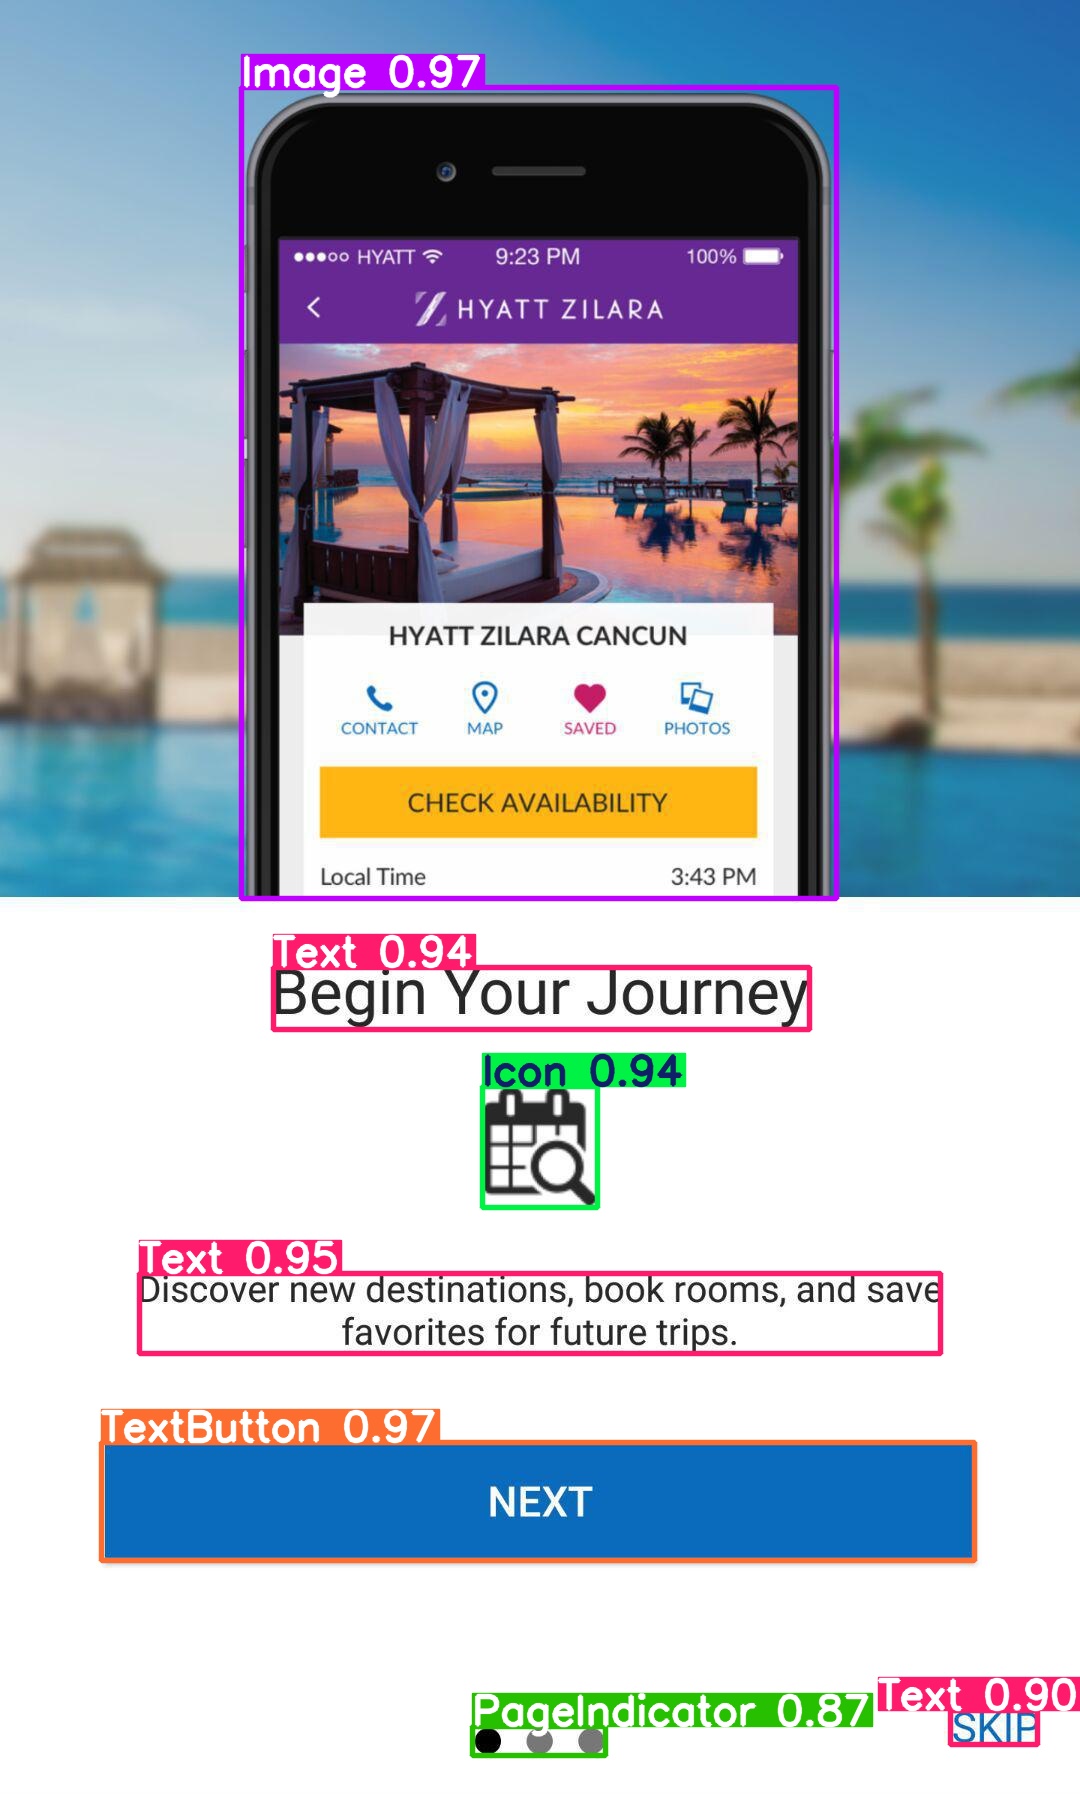 Image 0.97
HYATT 9:23 PM 100%
HYATT ZILARA
HYATT ZILARA CANCUN
CONTACT MAP SAVED PHOTOS
CHECK AVAILABILITY
Local Time 3:43 PM
Text 0.94
Begin Your Journey
Icon 0.94
Text 0.95
Discover new destinations, book rooms, and save
favorites for future trips.
TextButton 0.97
NEXT
PageIndicator 0.87
Text 0.90
SKIP